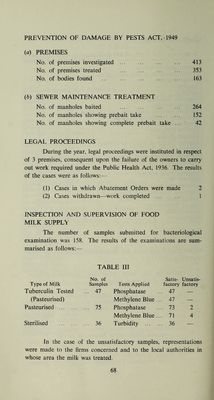 PREVENTION OF DAMAGE BY PESTS ACT, 1949
(a) PREMISES
No. of premises investigated ... ... ... ... 413
No. of premises treated ... ... ... ... 353
No. of bodies found ... ... ... ... 163
(b) SEWER MAINTENANCE TREATMENT
No. of manholes baited ... ... ... ... 264
No. of manholes showing prebait take ... ... 152
No. of manholes showing complete prebait take ... 42
LEGAL PROCEEDINGS
During the year, legal proceedings were instituted in respect
of 3 premises, consequent upon the failure of the owners to carry
out work required under the Public Health Act, 1936. The results
of the cases were as follows:—
(1) Cases in which Abatement Orders were made 2
(2) Cases withdrawn—work completed ... ... 1
INSPECTION AND SUPERVISION OF FOOD
MILK SUPPLY
The number of samples submitted for bacteriological
examination was 158. The results of the examinations are sum-
marised as follows:—
TABLE III
Type of Milk No. of Samples Tests Applied Satis- factory Unsatis- factory
Tuberculin Tested ... 47 Phosphatase ... 47 —
(Pasteurised) Methylene Blue ... 47 —
Pasteurised ... ... 75 Phosphatase ... 73 2
Methylene Blue ... 71 4
Sterilised ... ... 36 Turbidity ... ... 36 —
In the case of the unsatisfactory samples, representations
were made to the firms concerned and to the local authorities in
whose area the milk was treated.
68